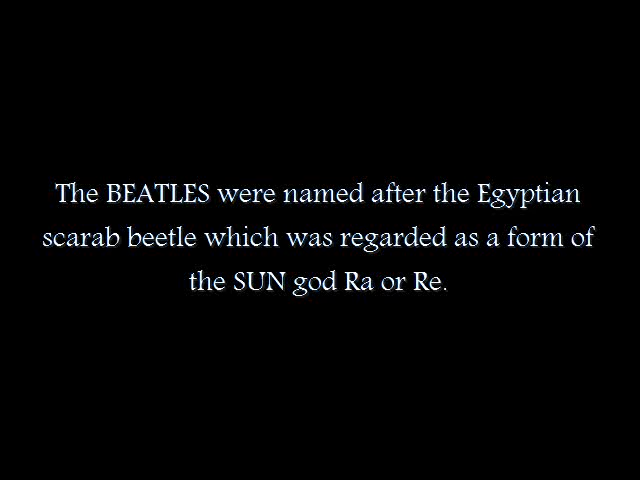 The BEATLES were named after the Egyptian
scarab beetle which was regarded as a form of
the SUN god Ra or Re.